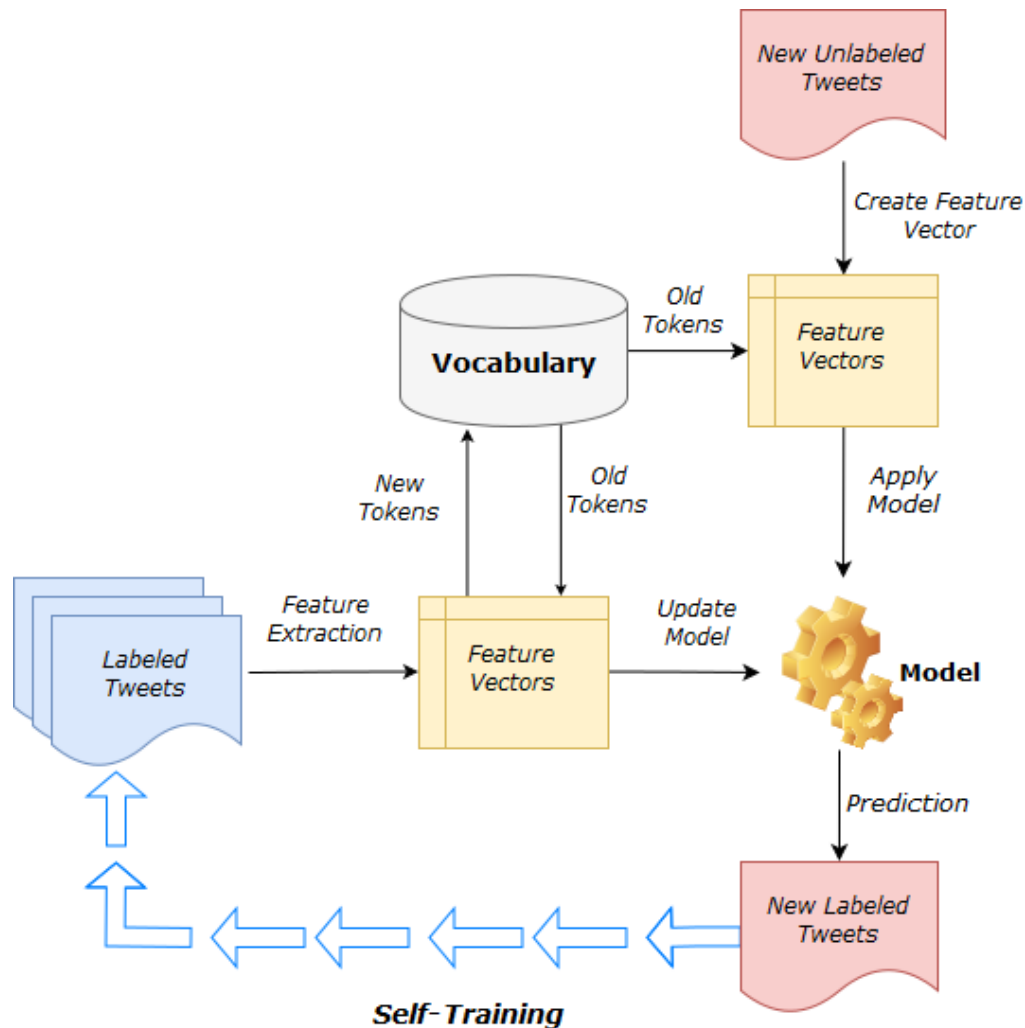 New Unlabeled
Tweets
Create Feature
Vector
Old
Tokens
Feature
Vectors
Vocabulary
New
Tokens
Old
Tokens
Apply
Model
Labeled
Tweets
Feature
Extraction
Feature
Vectors
Update
Model
Model
Prediction
New Labeled
Tweets
Self-Training